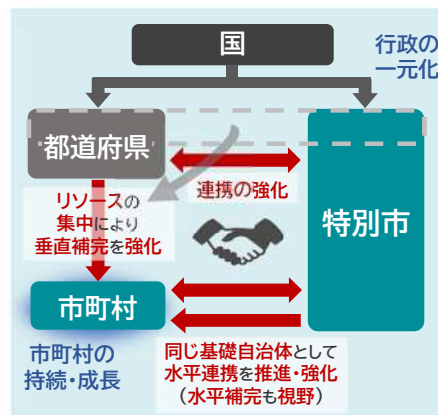 国
行政の
一元化
都道府県
連携の強化
特別市
リソースの
集中により
垂直補完を強化
市町村
市町村の
持続・成長
同じ基礎自治体として
水平連携を推進・強化
(水平補完も視野)